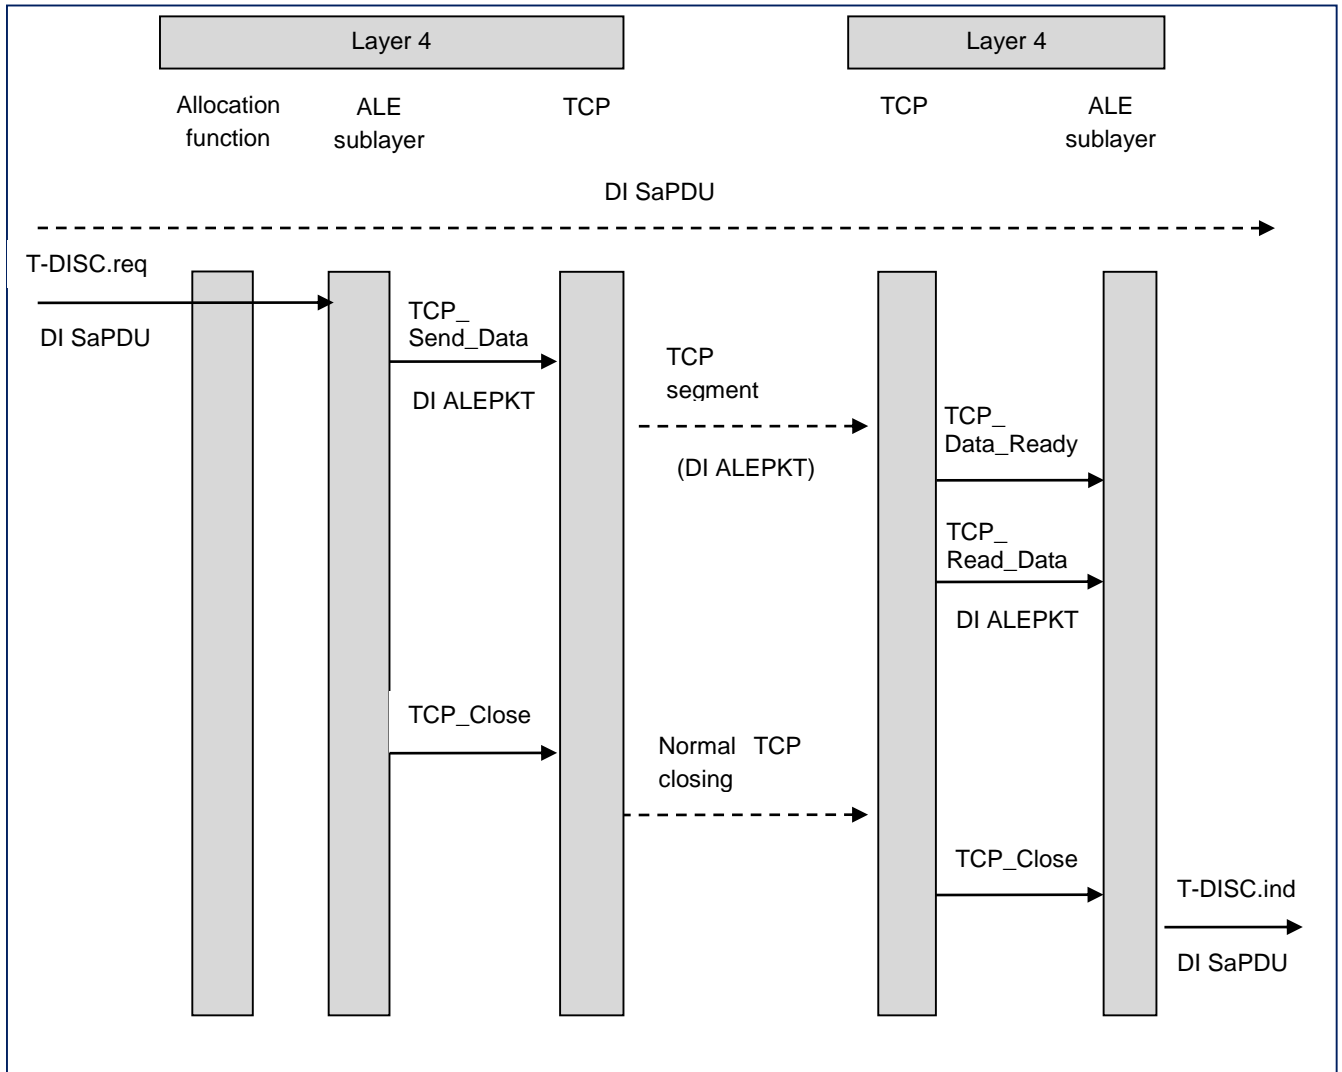 Layer 4
Layer 4
Allocation
function
ALE
sublayer
TCP
TCP
ALE
sublayer
DI SaPDU
T-DISC.req
DI SaPDU
TCP_
Send_Data
DI ALEPKT
TCP
segment
(DI ALEPKT)
TCP_
Data_Ready
TCP_
Read_Data
DI ALEPKT
TCP_Close
Normal TCP
closing
TCP_Close
T-DISC.ind
DI SaPDU